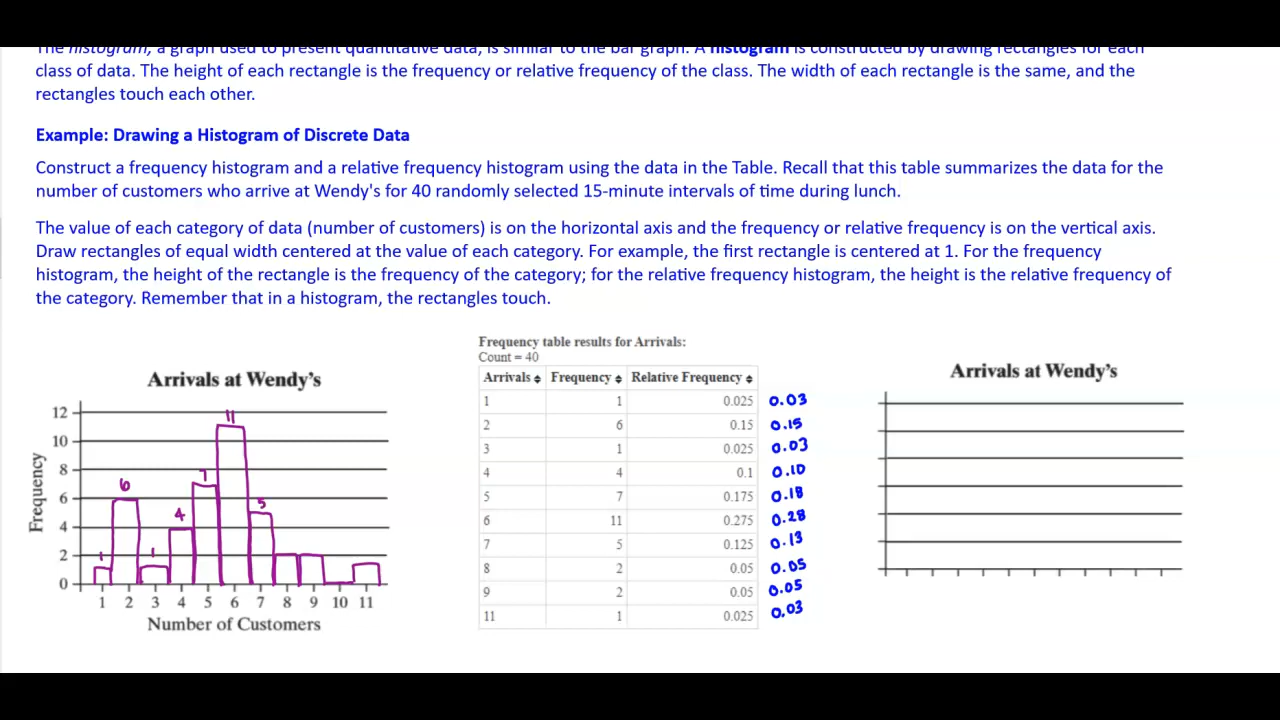 The histogram, a graph used to present quantitative data, is similar to the bar graph. A histogram is constructed by drawing rectangles for each
class of data. The height of each rectangle is the frequency or relative frequency of the class. The width of each rectangle is the same, and the
rectangles touch each other.
Example: Drawing a Histogram of Discrete Data
Construct a frequency histogram and a relative frequency histogram using the data in the Table. Recall that this table summarizes the data for the
number of customers who arrive at Wendy's for 40 randomly selected 15-minute intervals of time during lunch.
The value of each category of data (number of customers) is on the horizontal axis and the frequency or relative frequency is on the vertical axis.
Draw rectangles of equal width centered at the value of each category. For example, the first rectangle is centered at 1. For the frequency
histogram, the height of the rectangle is the frequency of the category; for the relative frequency histogram, the height is the relative frequency of
the category. Remember that in a histogram, the rectangles touch.
Arrivals at Wendy's
12
10
8
6
4
2
0
Frequency
1 6 1 4 7 11 5
1 2 3 4 5 6 7 8 9 10 11
Number of Customers
Frequency table results for Arrivals:
Count = 40
Arrivals Frequency Relative Frequency
1 1 0.025 0.03
2 6 0.15 0.15
3 1 0.025 0.03
4 4 0.1 0.10
5 7 0.175 0.18
6 11 0.275 0.28
7 5 0.125 0.13
8 2 0.05 0.05
9 2 0.05 0.05
11 1 0.025 0.03
Arrivals at Wendy's